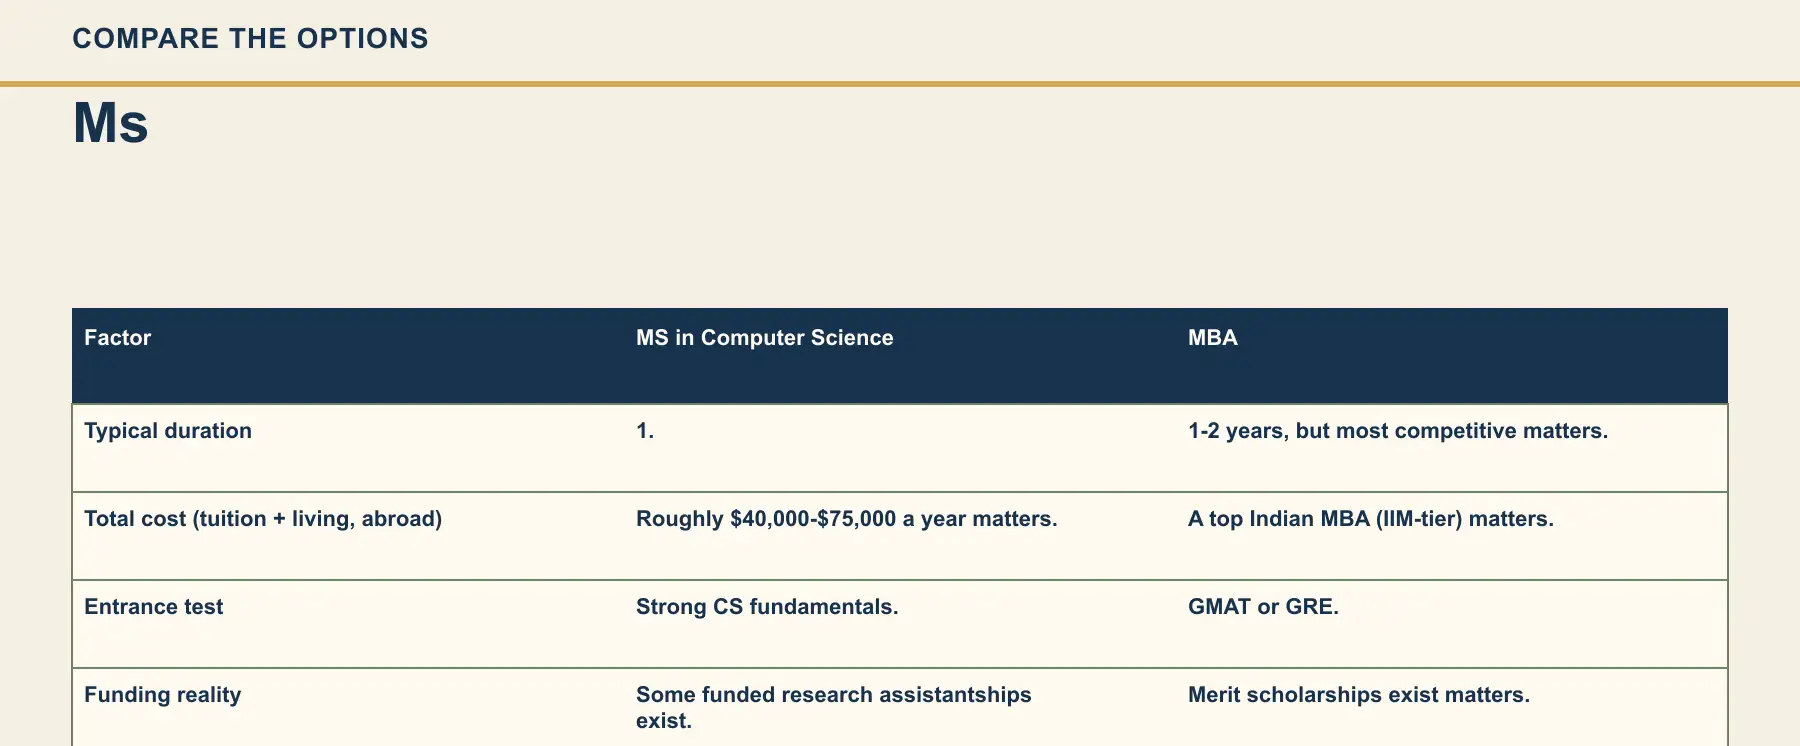 COMPARE THE OPTIONS
Ms
Factor MS in Computer Science MBA
Typical duration 1. 1-2 years, but most competitive matters.
Total cost (tuition + living, abroad) Roughly $40,000-$75,000 a year matters. A top Indian MBA (IIM-tier) matters.
Entrance test Strong CS fundamentals. GMAT or GRE.
Funding reality Some funded research assistantships Merit scholarships exist matters.
exist.